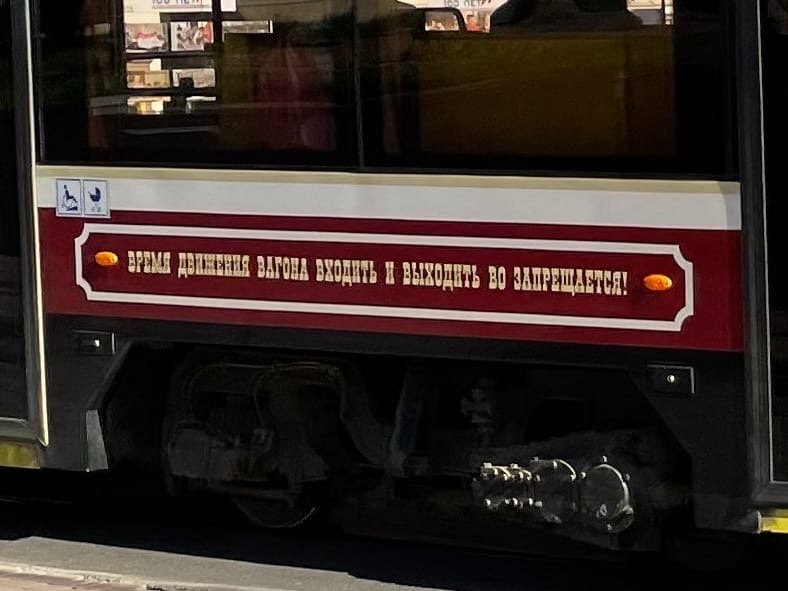 ВРЕМЯ ДВИЖЕНИЯ ВАГОНА ВХОДИТЬ И ВЫХОДИТЬ ВО ЗАПРЕЩАЕТСЯ!